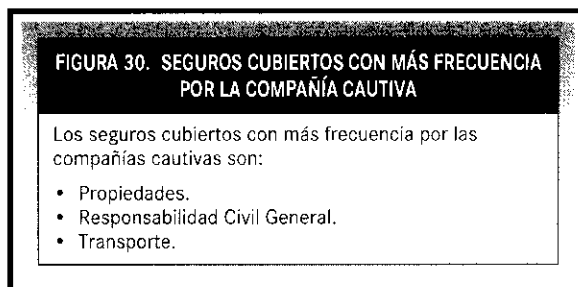 FIGURA 30. SEGUROS CUBIERTOS CON MÁS FRECUENCIA
POR LA COMPAÑÍA CAUTIVA
Los seguros cubiertos con más frecuencia por las
compañías cautivas son:
• Propiedades.
• Responsabilidad Civil General.
• Transporte.